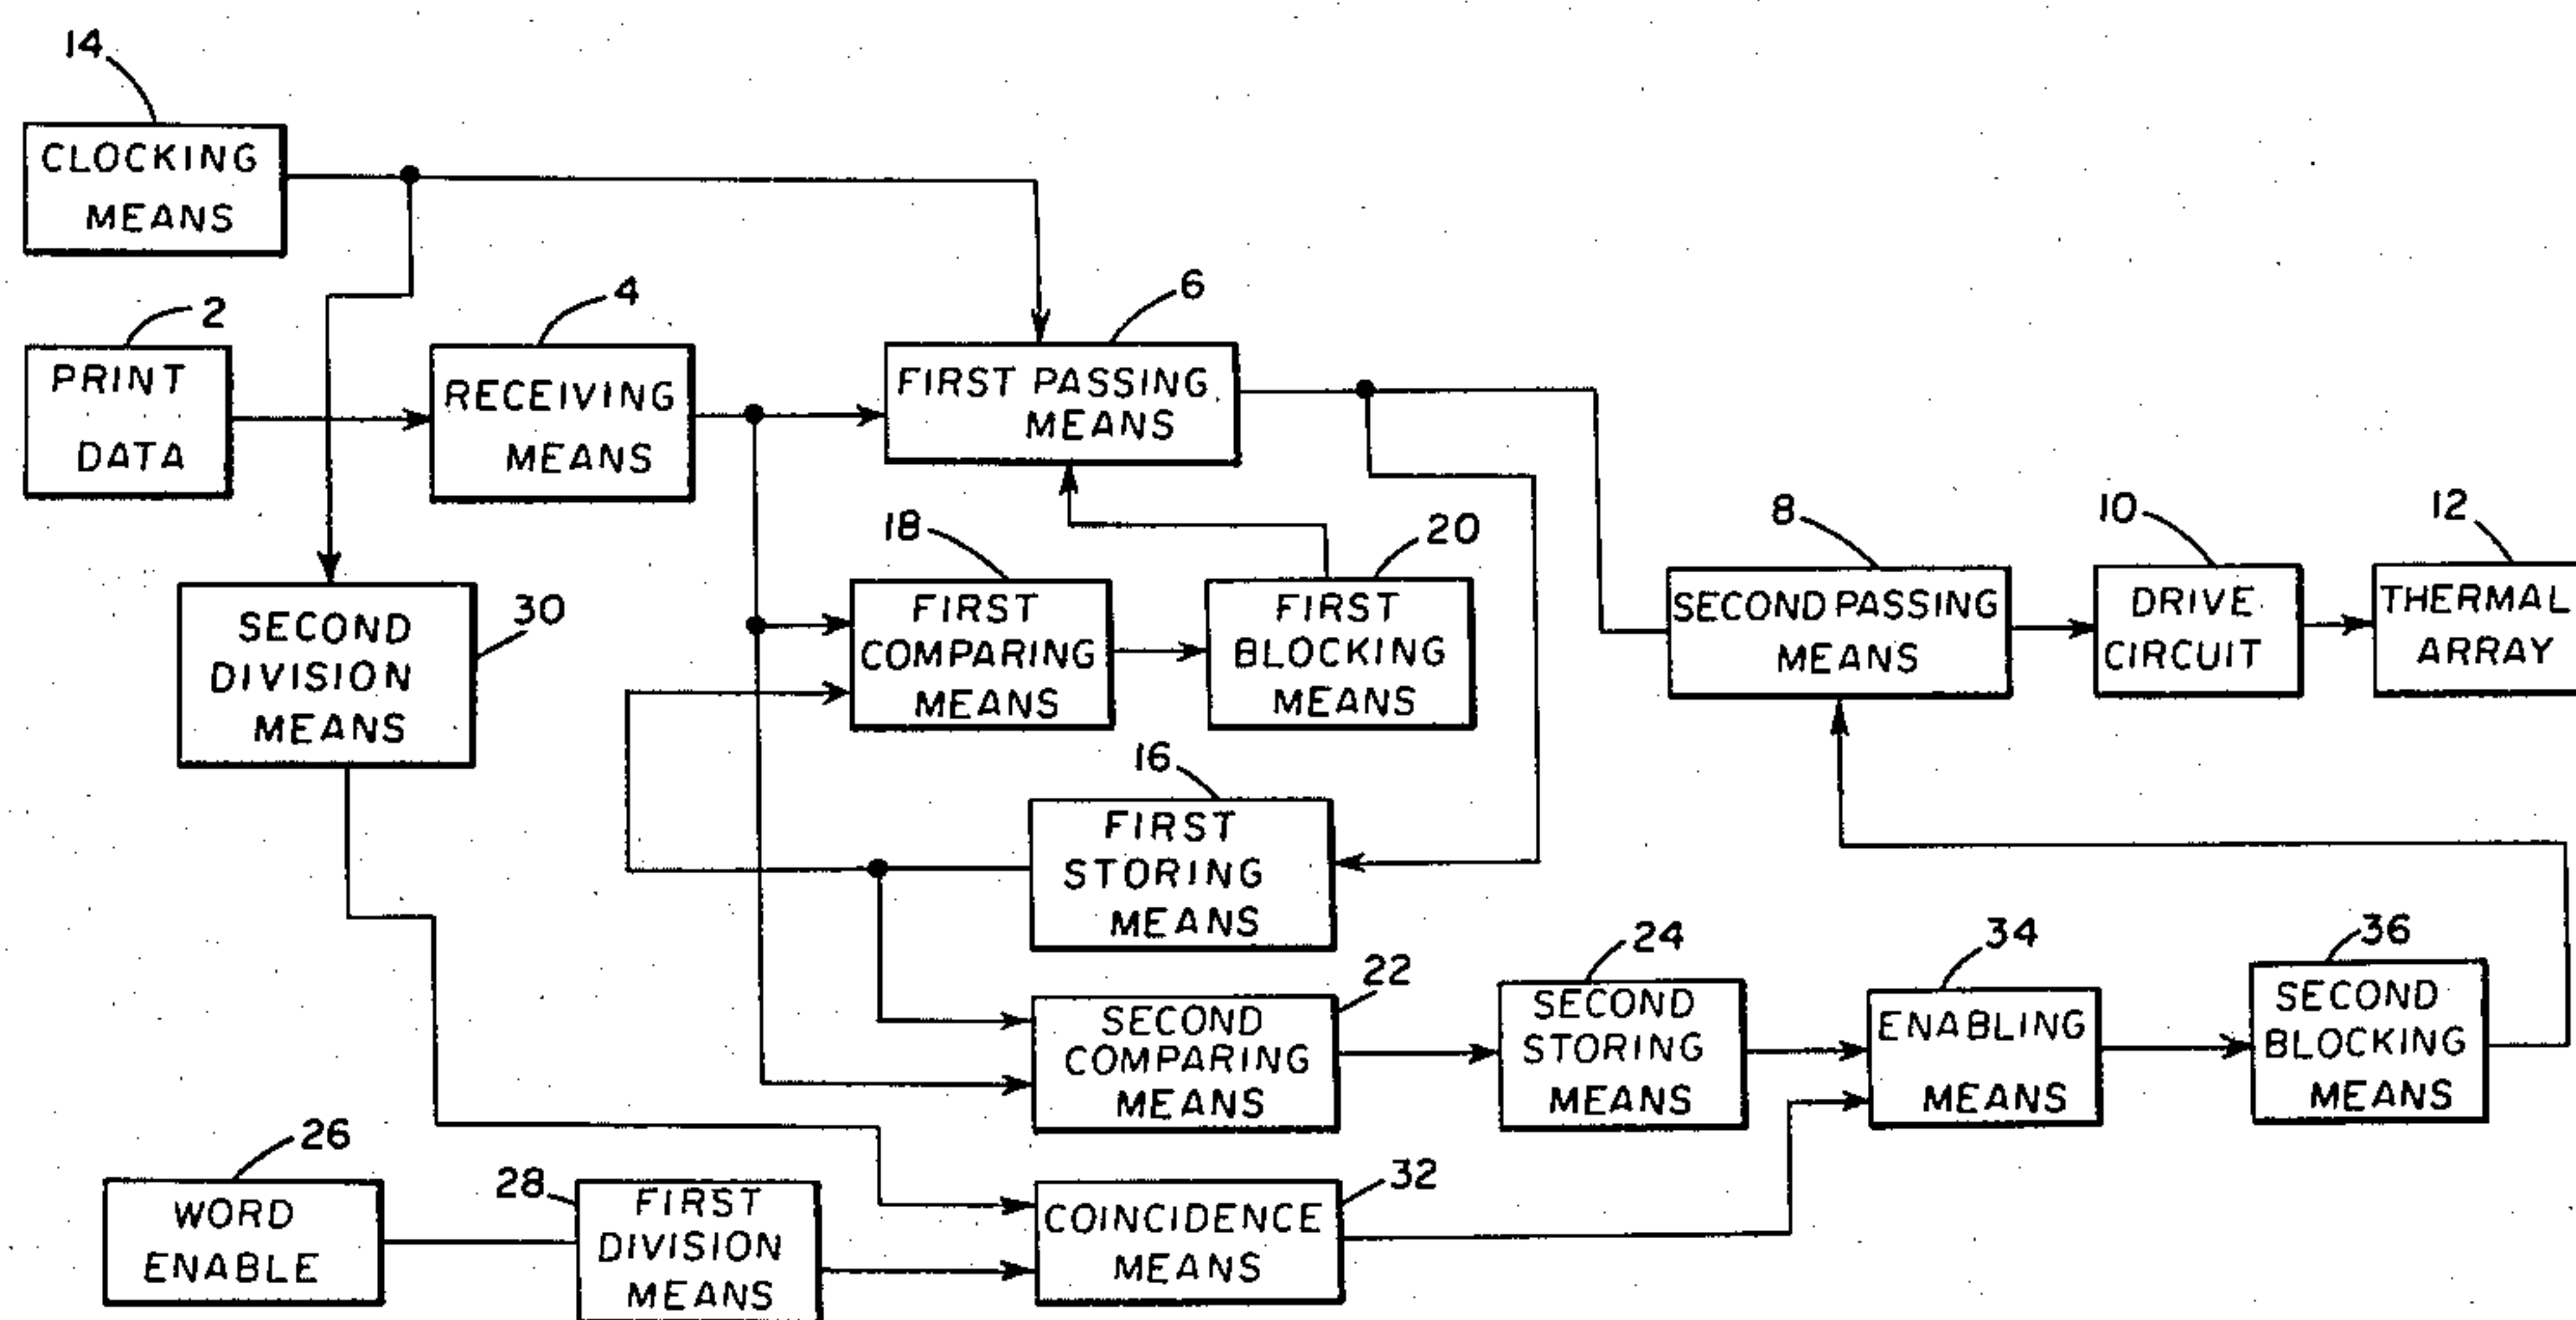 14
CLOCKING
MEANS
2
PRINT
DATA
4
RECEIVING
MEANS
6
FIRST PASSING
MEANS
18
FIRST
COMPARING
MEANS
20
FIRST
BLOCKING
MEANS
8
SECOND PASSING
MEANS
10
DRIVE
CIRCUIT
12
THERMAL
ARRAY
30
SECOND
DIVISION
MEANS
16
FIRST
STORING
MEANS
22
SECOND
COMPARING
MEANS
24
SECOND
STORING
MEANS
34
ENABLING
MEANS
36
SECOND
BLOCKING
MEANS
26
WORD
ENABLE
28
FIRST
DIVISION
MEANS
32
COINCIDENCE
MEANS